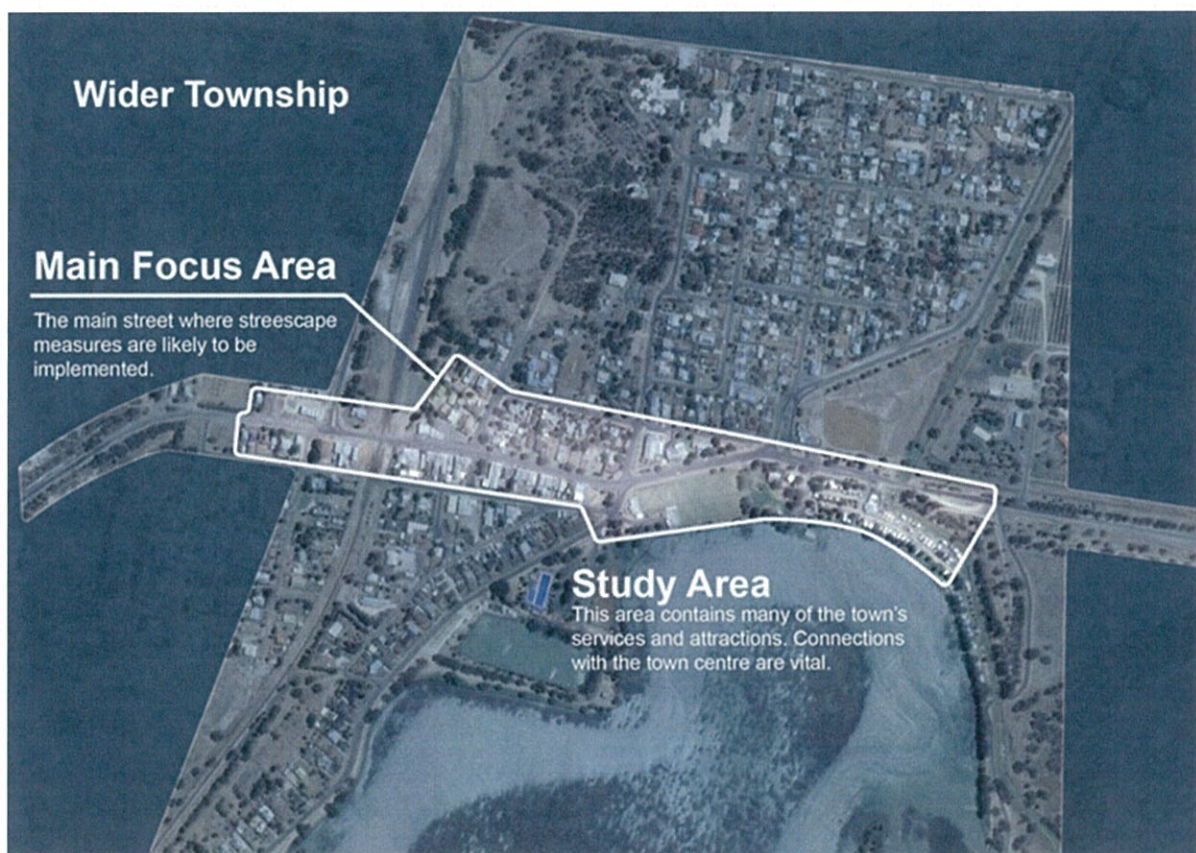 Wider Township
Main Focus Area
The main street where streescape
measures are likely to be
implemented.
Study Area
This area contains many of the town's
services and attractions. Connections
with the town centre are vital.